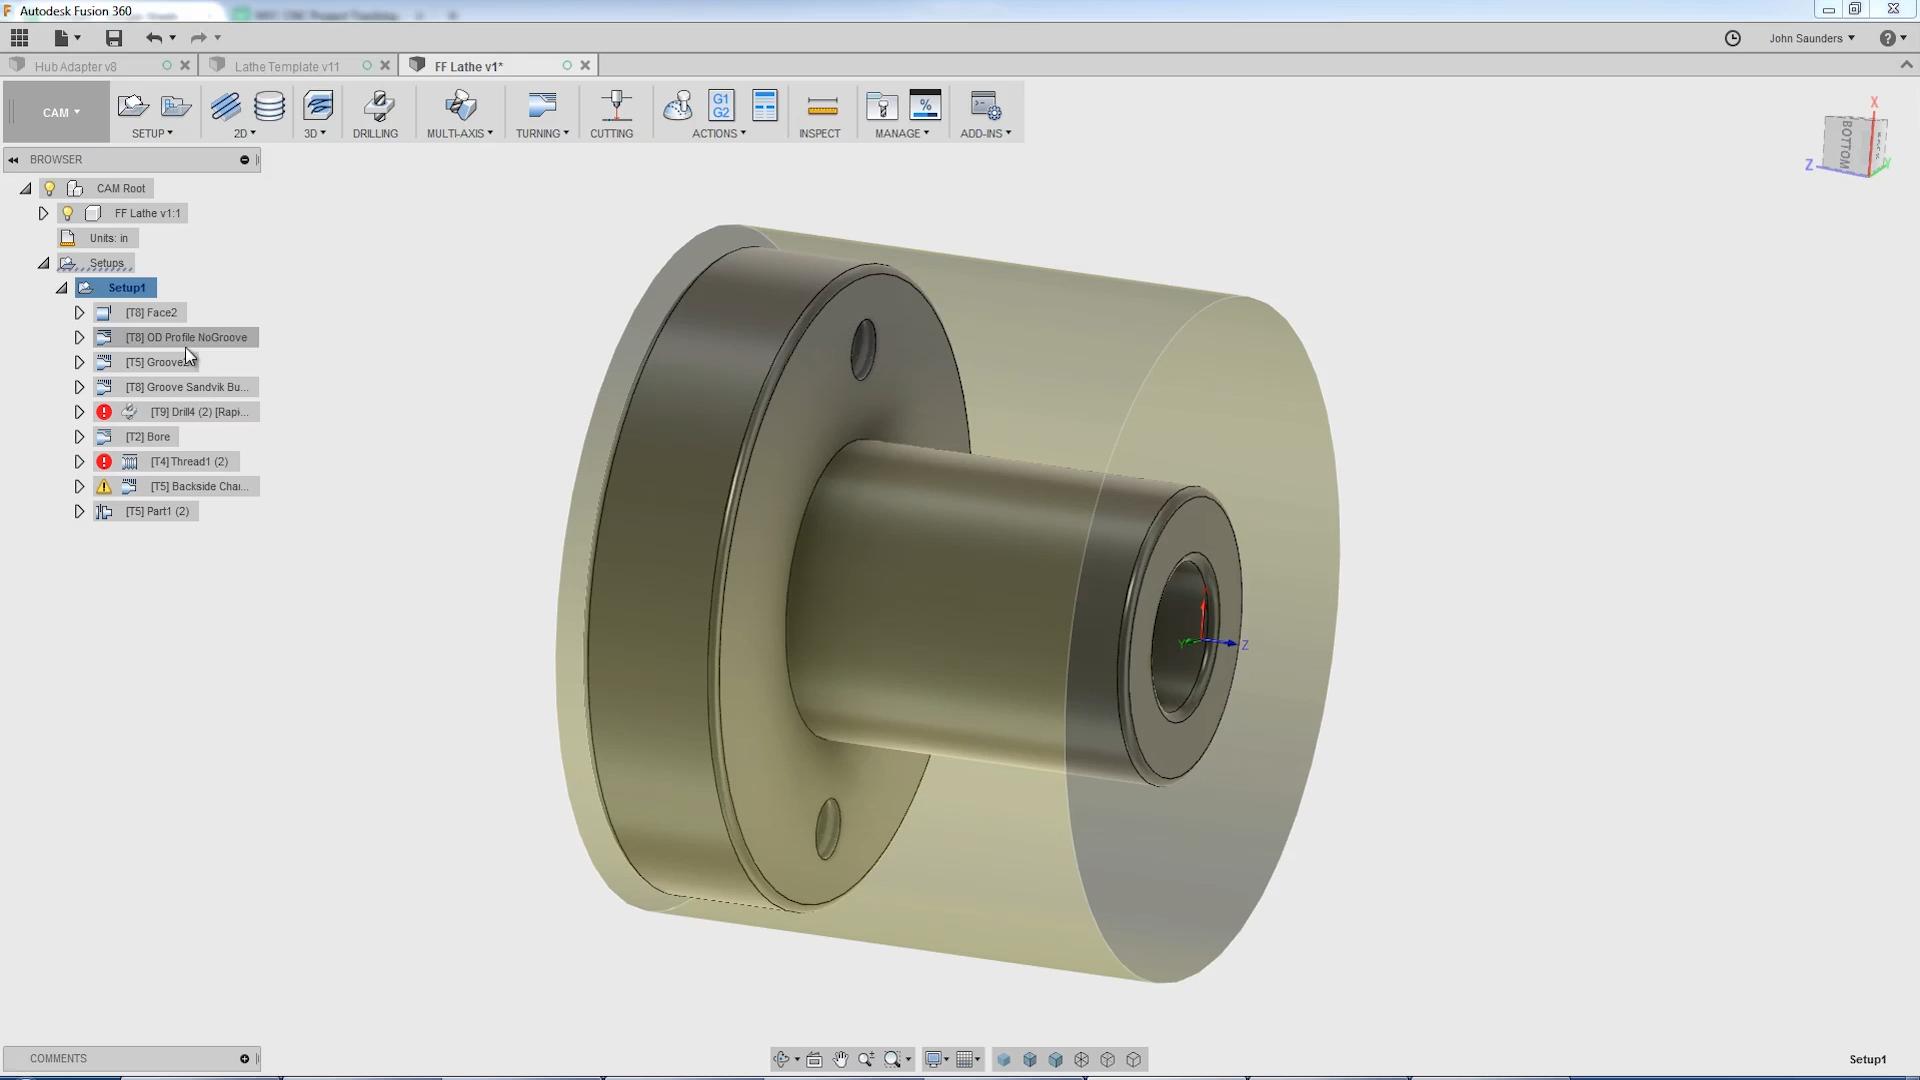 Autodesk Fusion 360
John Saunders
Hub Adapter v8
Lathe Template v11
FF Lathe v1*
CAM
SETUP
2D
3D
DRILLING
MULTI-AXIS
TURNING
CUTTING
G1
G2
ACTIONS
INSPECT
%
MANAGE
ADD-INS
BROWSER
CAM Root
FF Lathe v1:1
Units: in
Setups
Setup1
[T8] Face2
[T8] OD Profile NoGroove
[T5] Groove2
[T8] Groove Sandvik Bu...
[T9] Drill4 (2) [Rapi...
[T2] Bore
[T4] Thread1 (2)
[T5] Backside Cha...
[T5] Part1 (2)
X
BOTTOM
Z
Y
Y
Z
COMMENTS
Setup1